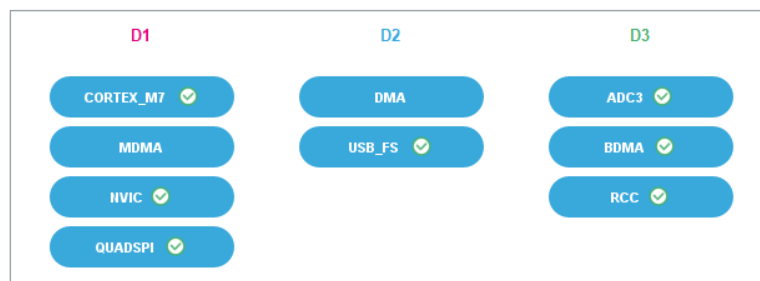 D1
D2
D3
CORTEX_M7
DMA
ADC3
MDMA
USB_FS
BDMA
NVIC
RCC
QUADSPI